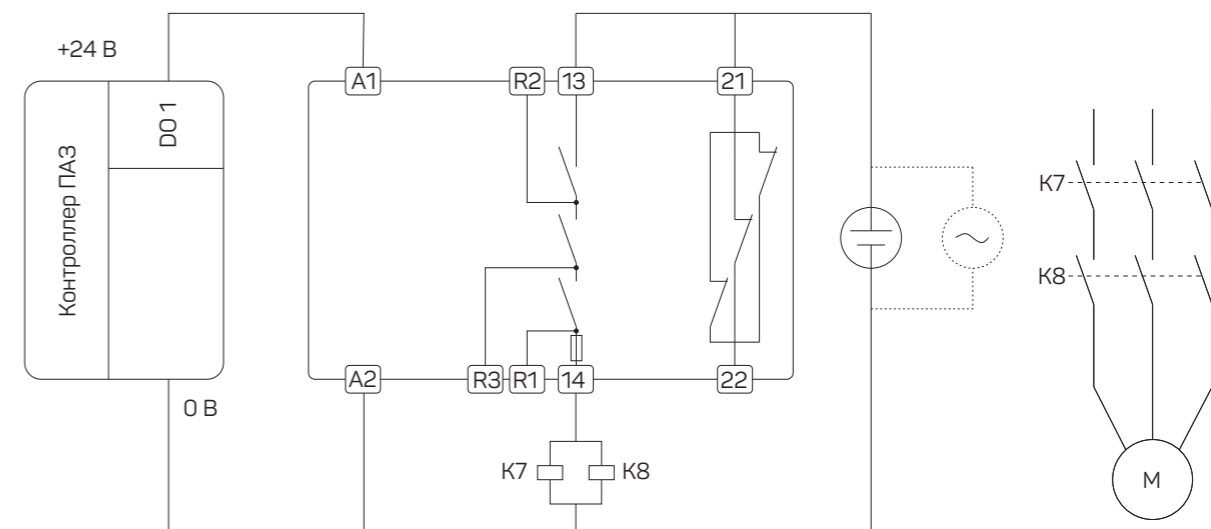 +24 В
Контроллер ПАЗ
DO 1
0 В
A1
R2
13
21
A2
R3
R1
14
22
K7
K8
K7
K8
M